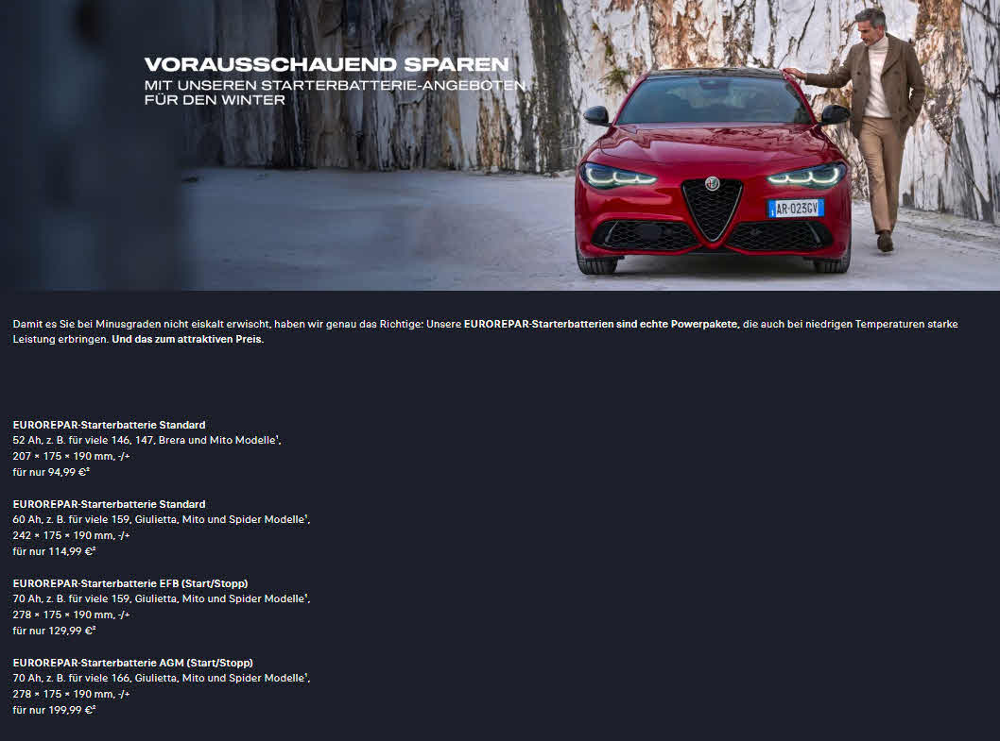 VORAUSSCHAUEND SPAREN
MIT UNSEREN STARTERBATTERIE-ANGEBOTEN
FÜR DEN WINTER
AR·023GV
Damit es Sie bei Minusgraden nicht eiskalt erwischt, haben wir genau das Richtige: Unsere EUROREPAR-Starterbatterien sind echte Powerpakete, die auch bei niedrigen Temperaturen starke
Leistung erbringen. Und das zum attraktiven Preis.
EUROREPAR-Starterbatterie Standard
52 Ah, z. B. für viele 146, 147, Brera und Mito Modelle¹,
207 × 175 × 190 mm, -/+
für nur 94,99 €²
EUROREPAR-Starterbatterie Standard
60 Ah, z. B. für viele 159, Giulietta, Mito und Spider Modelle¹,
242 × 175 × 190 mm, -/+
für nur 114,99 €²
EUROREPAR-Starterbatterie EFB (Start/Stopp)
70 Ah, z. B. für viele 159, Giulietta, Mito und Spider Modelle¹,
278 × 175 × 190 mm, -/+
für nur 129,99 €²
EUROREPAR-Starterbatterie AGM (Start/Stopp)
70 Ah, z. B. für viele 166, Giulietta, Mito und Spider Modelle¹,
278 × 175 × 190 mm, -/+
für nur 199,99 €²